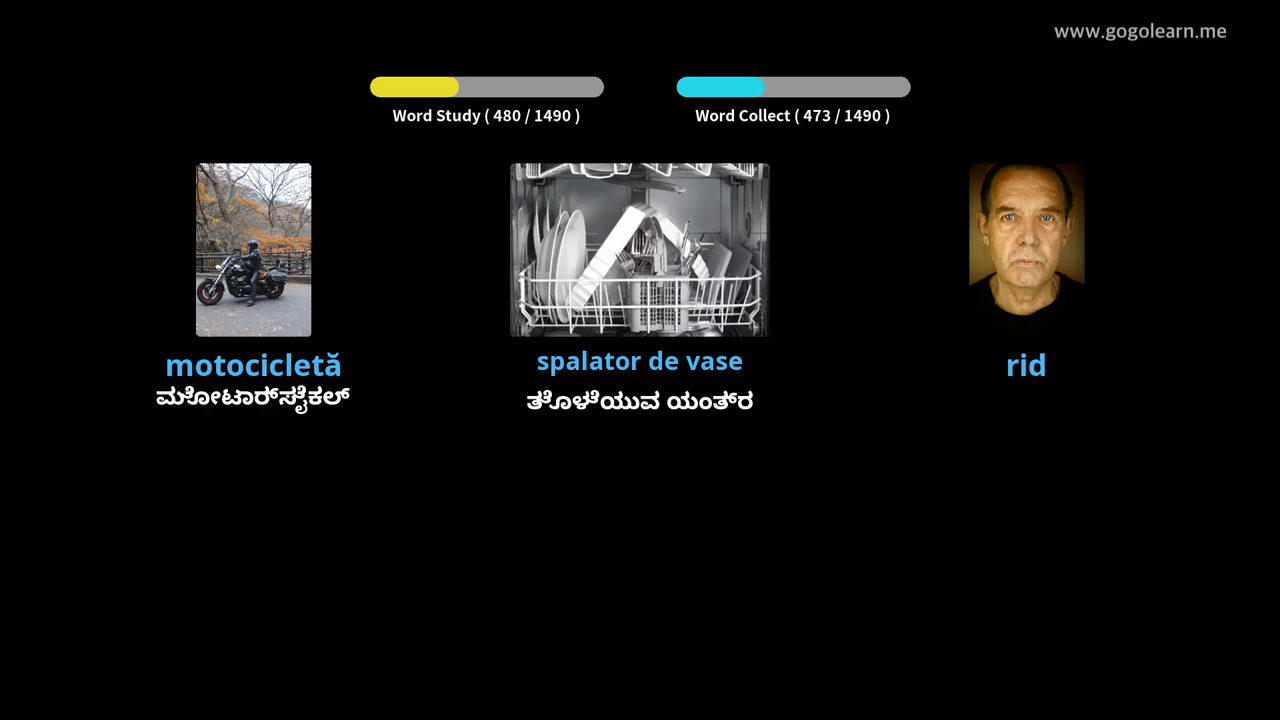 www.gogolearn.me
Word Study ( 480 / 1490 )
Word Collect ( 473 / 1490 )
motocicletă
spalator de vase
rid
ಮೋಟಾರ್ಸೈಕಲ್
ತೊಳೆಯುವ ಯಂತ್ರ